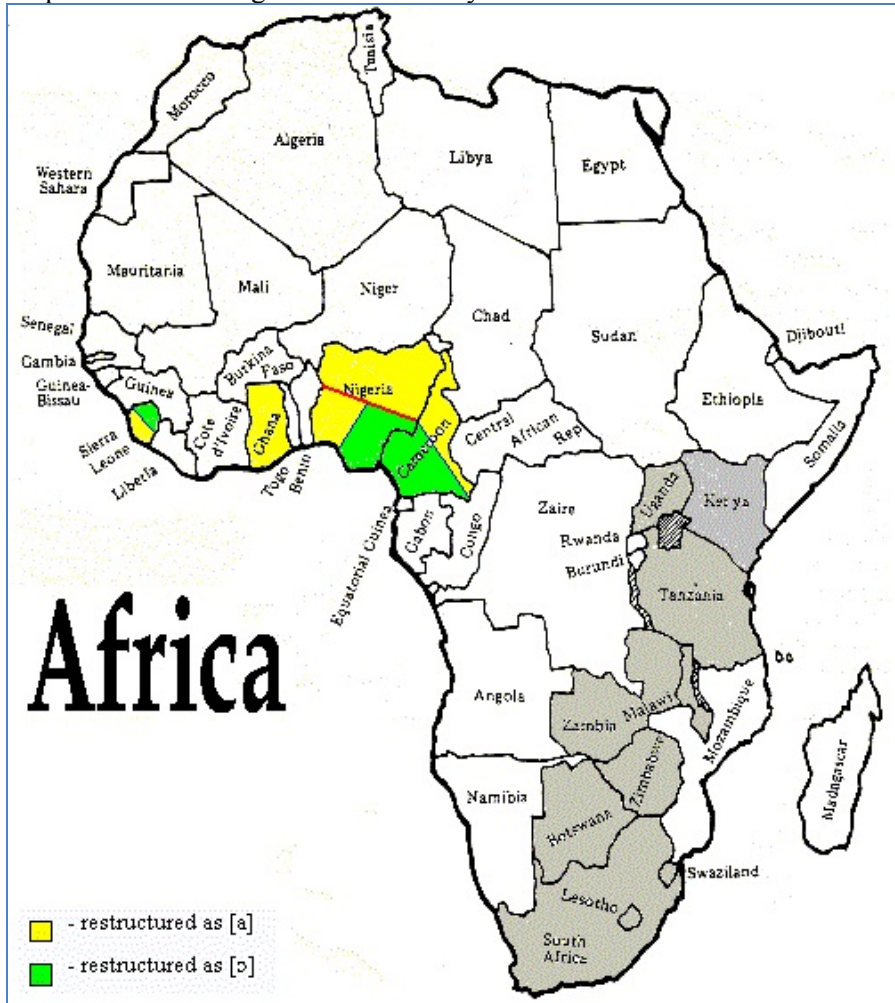 Tunisia
Morocco
Algeria
Libya
Egypt
Western
Sahara
Mauritania
Mali
Niger
Chad
Sudan
Senegal
Gambia
Guinea-
Bissau
Guinea
Burkina
Faso
Nigeria
Djibouti
Ethiopia
Somalia
Sierra
Leone
Liberia
Cote
d'Ivoire
Ghana
Togo
Benin
Cameroon
Central
African Rep
Equatorial Guinea
Gabon
Congo
Zaire
Uganda
Kenya
Rwanda
Burundi
Tanzania
Africa
Angola
Zambia
Malawi
Mozambique
Zimbabwe
Madagascar
Namibia
Botswana
Swaziland
Lesotho
South
Africa
- restructured as [a]
- restructured as [ɔ]